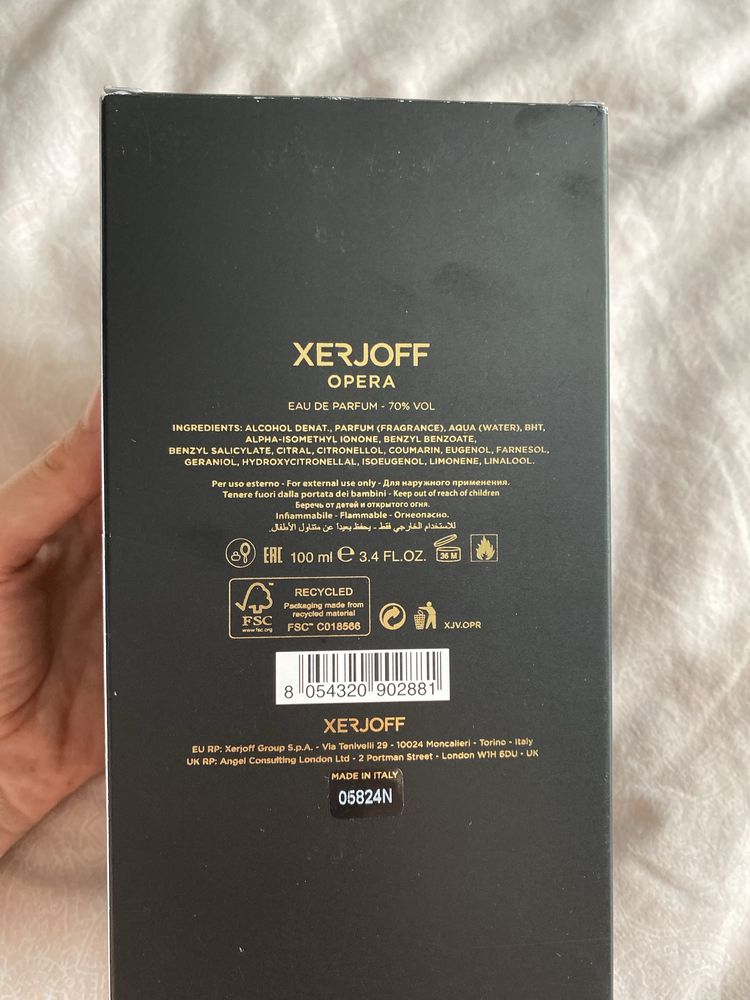 XERJOFF
OPERA
EAU DE PARFUM - 70% VOL
INGREDIENTS: ALCOHOL DENAT., PARFUM (FRAGRANCE), AQUA (WATER), BHT,
ALPHA-ISOMETHYL IONONE, BENZYL BENZOATE,
BENZYL SALICYLATE, CITRAL, CITRONELLOL, COUMARIN, EUGENOL, FARNESOL,
GERANIOL, HYDROXYCITRONELLAL, ISOEUGENOL, LIMONENE, LINALOOL.
Per uso esterno - For external use only - Для наружного применения.
Tenere fuori dalla portata dei bambini - Keep out of reach of children
Беречь от детей и открытого огня.
Infiammabile - Flammable - Огнеопасно.
للاستخدام الخارجي فقط - يحفظ بعيداً عن متناول الأطفال.
EAC 100 ml e 3.4 FL.OZ. 36 M
FSC™
www.fsc.org
RECYCLED
Packaging made from
recycled material
FSC™ C018566
XJV.OPR
8 054320 902881
XERJOFF
EU RP: Xerjoff Group S.p.A. - Via Tenivelli 29 - 10024 Moncalieri - Torino - Italy
UK RP: Angel Consulting London Ltd - 2 Portman Street - London W1H 6DU - UK
MADE IN ITALY
05824N